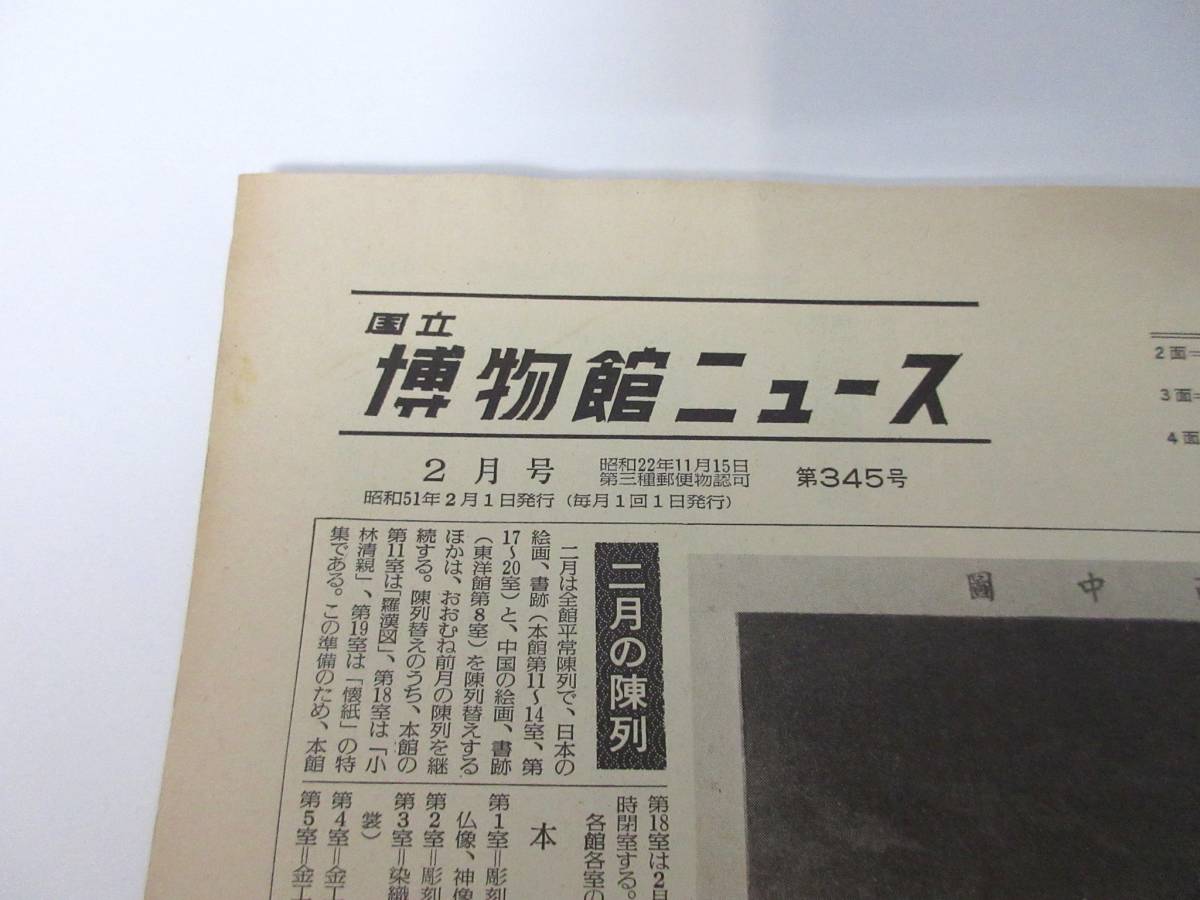 国立
博物館ニュース
2月号
昭和22年11月15日
第三種郵便物認可
第345号
昭和51年2月1日発行（毎月1回1日発行）
2面＝
3面＝
4面
二月の陳列
二月は全館平常陳列で、日本の
絵画、書跡（本館第11〜14室、第
17〜20室）と、中国の絵画、書跡
（東洋館第8室）を陳列替えする
ほかは、おおむね前月の陳列を継
続する。陳列替えのうち、本館の
第11室は「羅漢図」、第18室は「小
林清親」、第19室は「懐紙」の特
集である。この準備のため、本館
第18室は2月
時閉室する。
各館各室の
本
第1室＝彫刻
仏像、神像
第2室＝彫刻
第3室＝染織
裳）
第4室＝金工
第5室＝金工
中圖